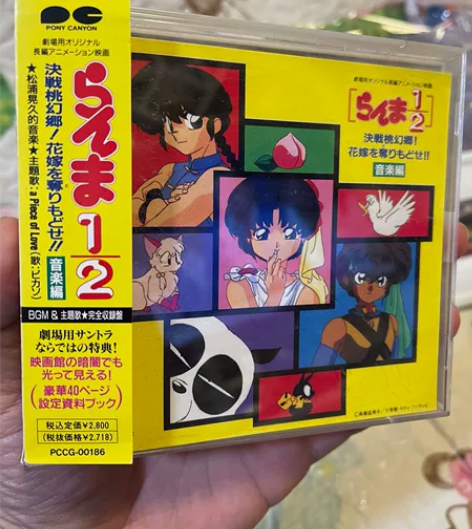 PONY CANYON
劇場用オリジナル
長編アニメーション映画
らんま1/2
決戦桃幻郷!花嫁を奪りもどせ!!
音楽編
★松浦晃久的音楽★主題歌:a Piece of Love(歌:ピカソ)
BGM & 主題歌★完全収録盤
劇場用サントラ
ならではの特典!
映画館の暗闇でも
光って見える!
(豪華40ページ
設定資料ブック)
税込定価¥2,800
(税抜価格¥2,718)
PCCG-00186
劇場用オリジナル長編アニメーション映画
[らんま1/2]
決戦桃幻郷!
花嫁を奪りもどせ!!
音楽編